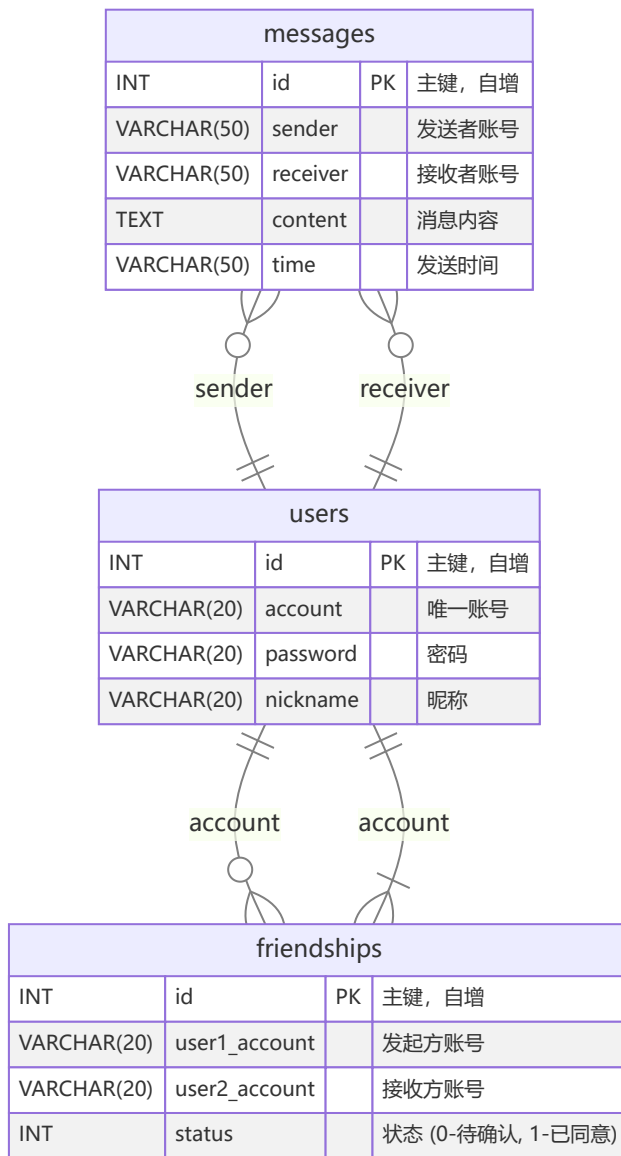 messages
INT id PK 主键，自增
VARCHAR(50) sender 发送者账号
VARCHAR(50) receiver 接收者账号
TEXT content 消息内容
VARCHAR(50) time 发送时间
sender receiver
users
INT id PK 主键，自增
VARCHAR(20) account 唯一账号
VARCHAR(20) password 密码
VARCHAR(20) nickname 昵称
account account
friendships
INT id PK 主键，自增
VARCHAR(20) user1_account 发起方账号
VARCHAR(20) user2_account 接收方账号
INT status 状态 (0-待确认, 1-已同意)